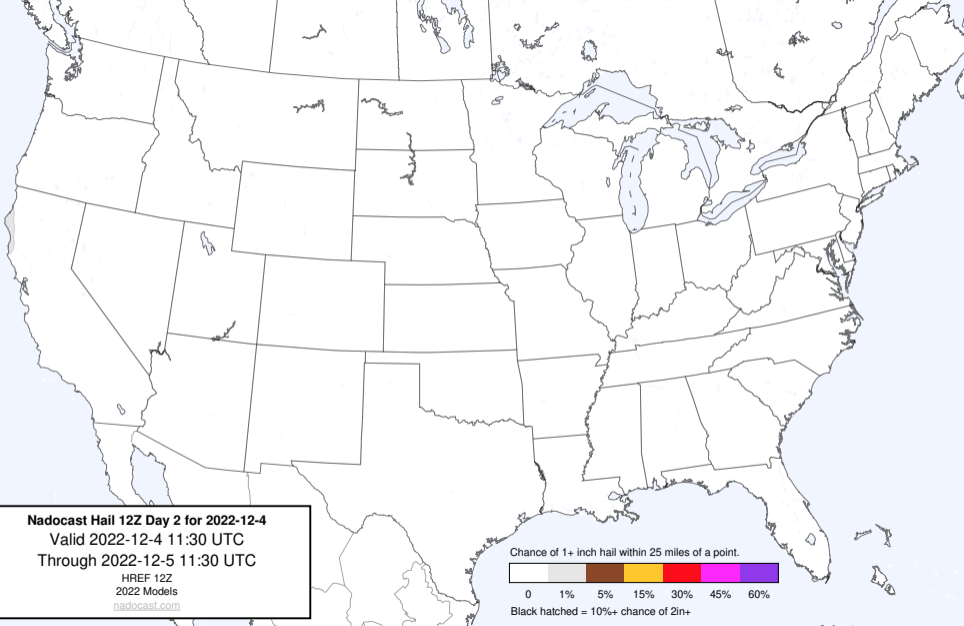 Nadocast Hail 12Z Day 2 for 2022-12-4
Valid 2022-12-4 11:30 UTC
Through 2022-12-5 11:30 UTC
HREF 12Z
2022 Models
nadocast.com
Chance of 1+ inch hail within 25 miles of a point.
0 1% 5% 15% 30% 45% 60%
Black hatched = 10%+ chance of 2in+